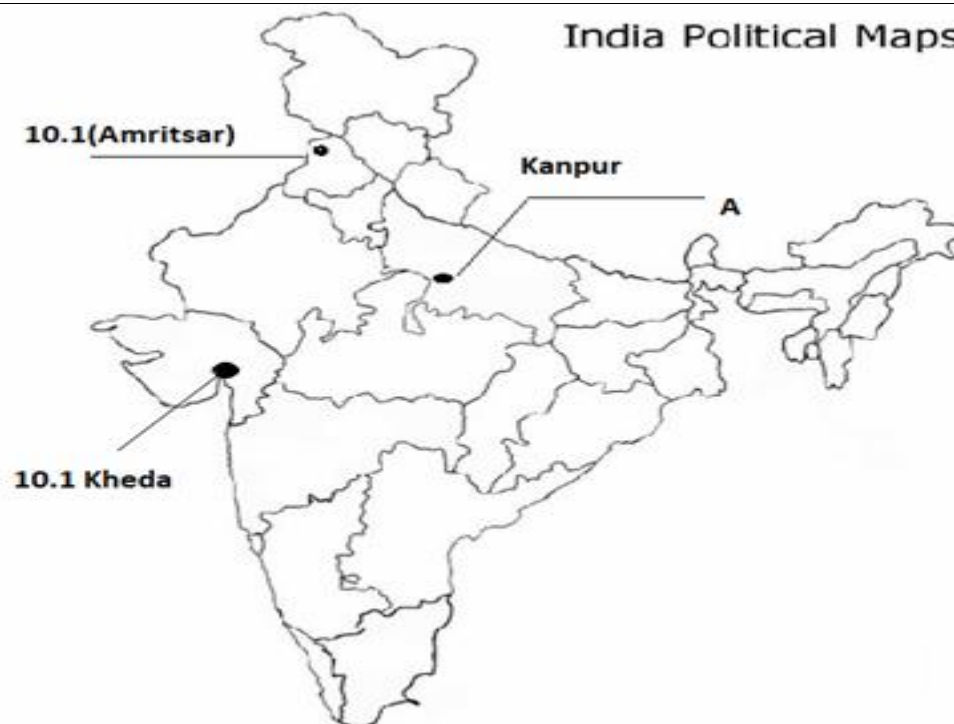 India Political Maps
10.1(Amritsar)
Kanpur
A
10.1 Kheda